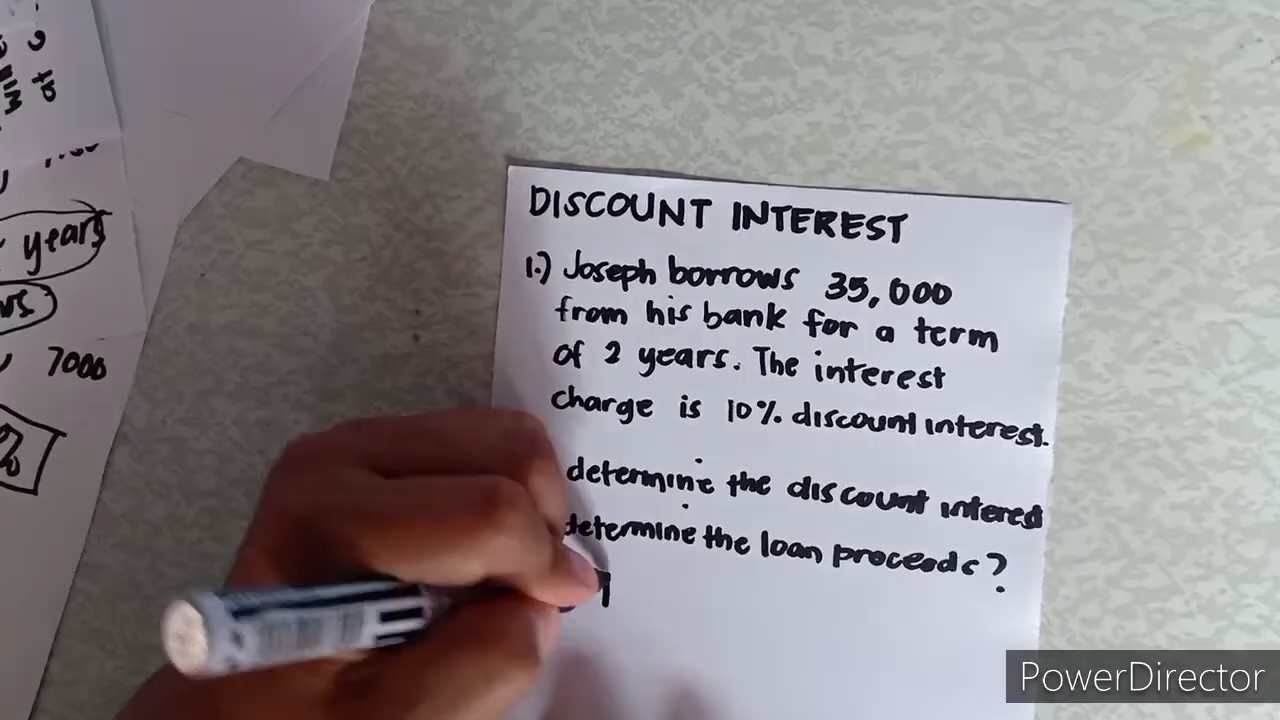 at
years
7000
DISCOUNT INTEREST
1.) Joseph borrows 35,000
from his bank for a term
of 2 years. The interest
charge is 10% discount interest.
determine the discount interest
determine the loan proceeds?
PowerDirector